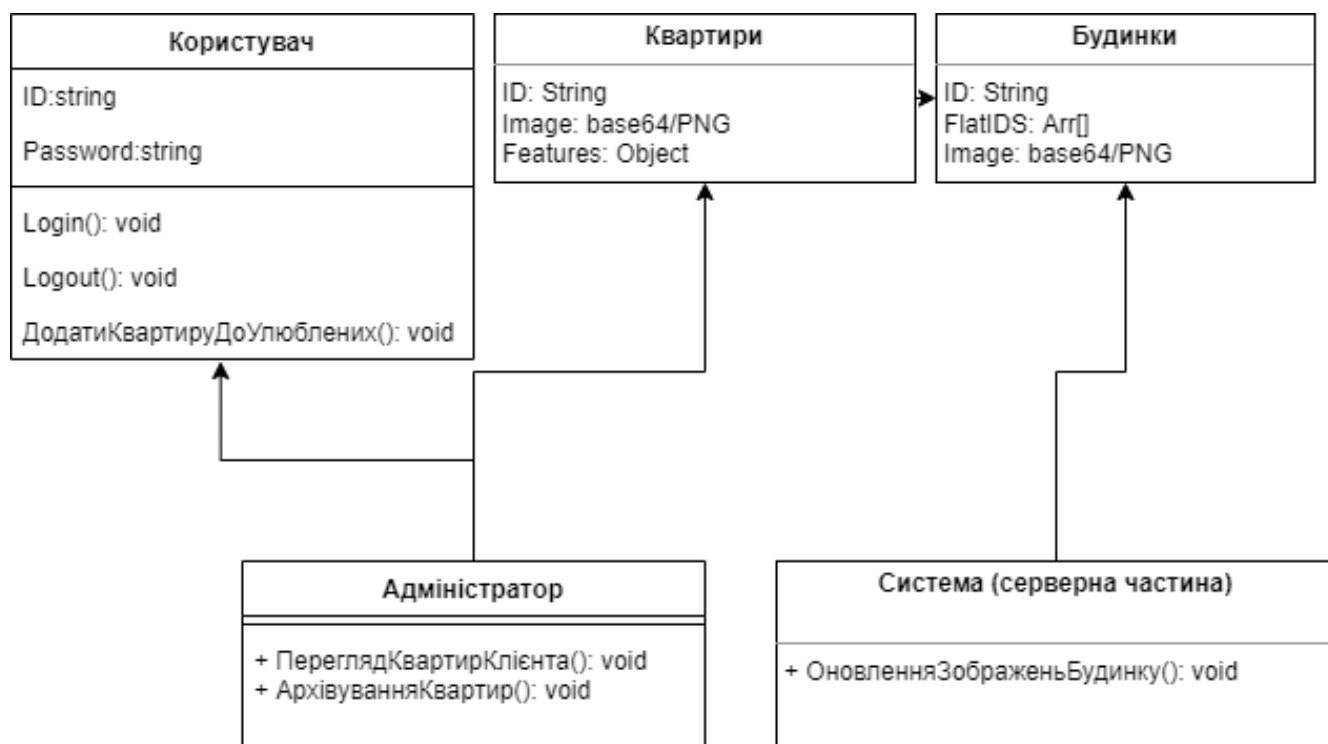 Користувач
ID:string
Password:string
Login(): void
Logout(): void
ДодатиКвартируДоУлюблених(): void
Квартири
ID: String
Image: base64/PNG
Features: Object
Будинки
ID: String
FlatIDS: Arr[]
Image: base64/PNG
Адміністратор
+ ПереглядКвартирКлієнта(): void
+ АрхівуванняКвартир(): void
Система (серверна частина)
+ ОновленняЗображеньБудинку(): void